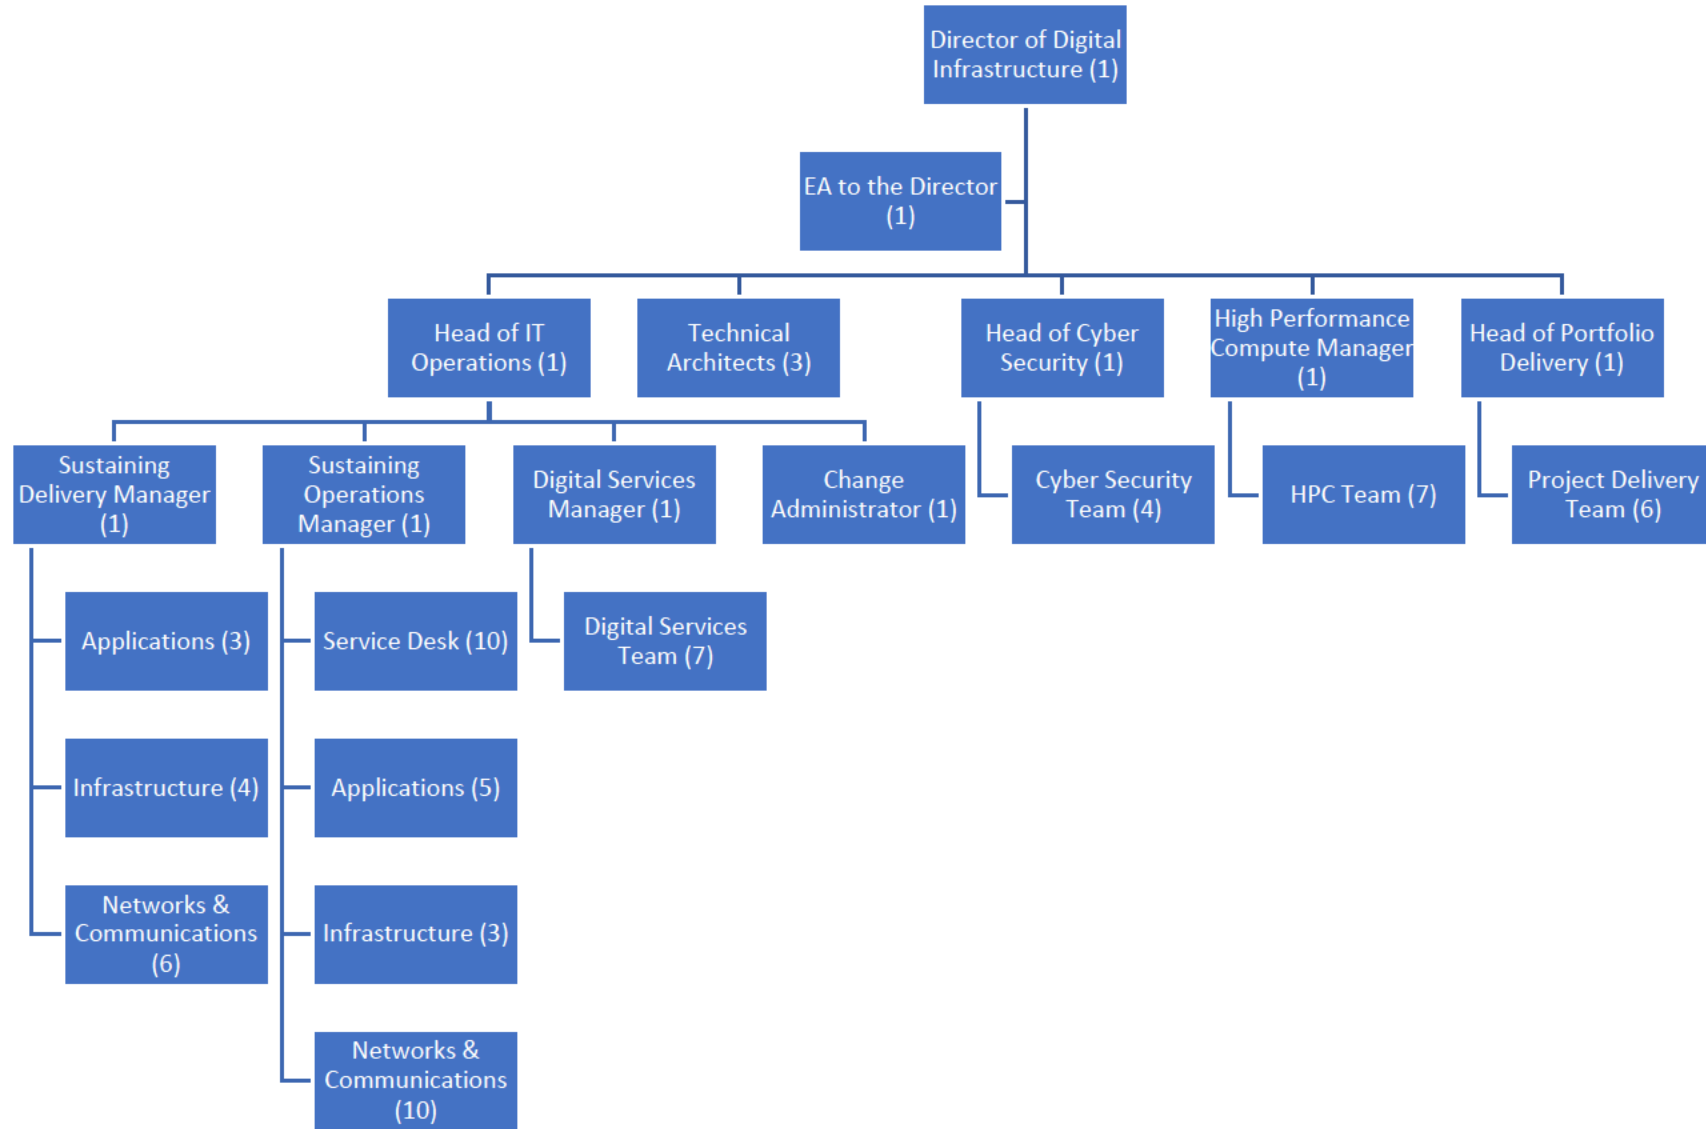 Director of Digital
Infrastructure (1)
EA to the Director
(1)
Head of IT
Operations (1)
Technical
Architects (3)
Head of Cyber
Security (1)
High Performance
Compute Manager
(1)
Head of Portfolio
Delivery (1)
Sustaining
Delivery Manager
(1)
Sustaining
Operations
Manager (1)
Digital Services
Manager (1)
Change
Administrator (1)
Cyber Security
Team (4)
HPC Team (7)
Project Delivery
Team (6)
Applications (3)
Service Desk (10)
Digital Services
Team (7)
Infrastructure (4)
Applications (5)
Networks &
Communications
(6)
Infrastructure (3)
Networks &
Communications
(10)